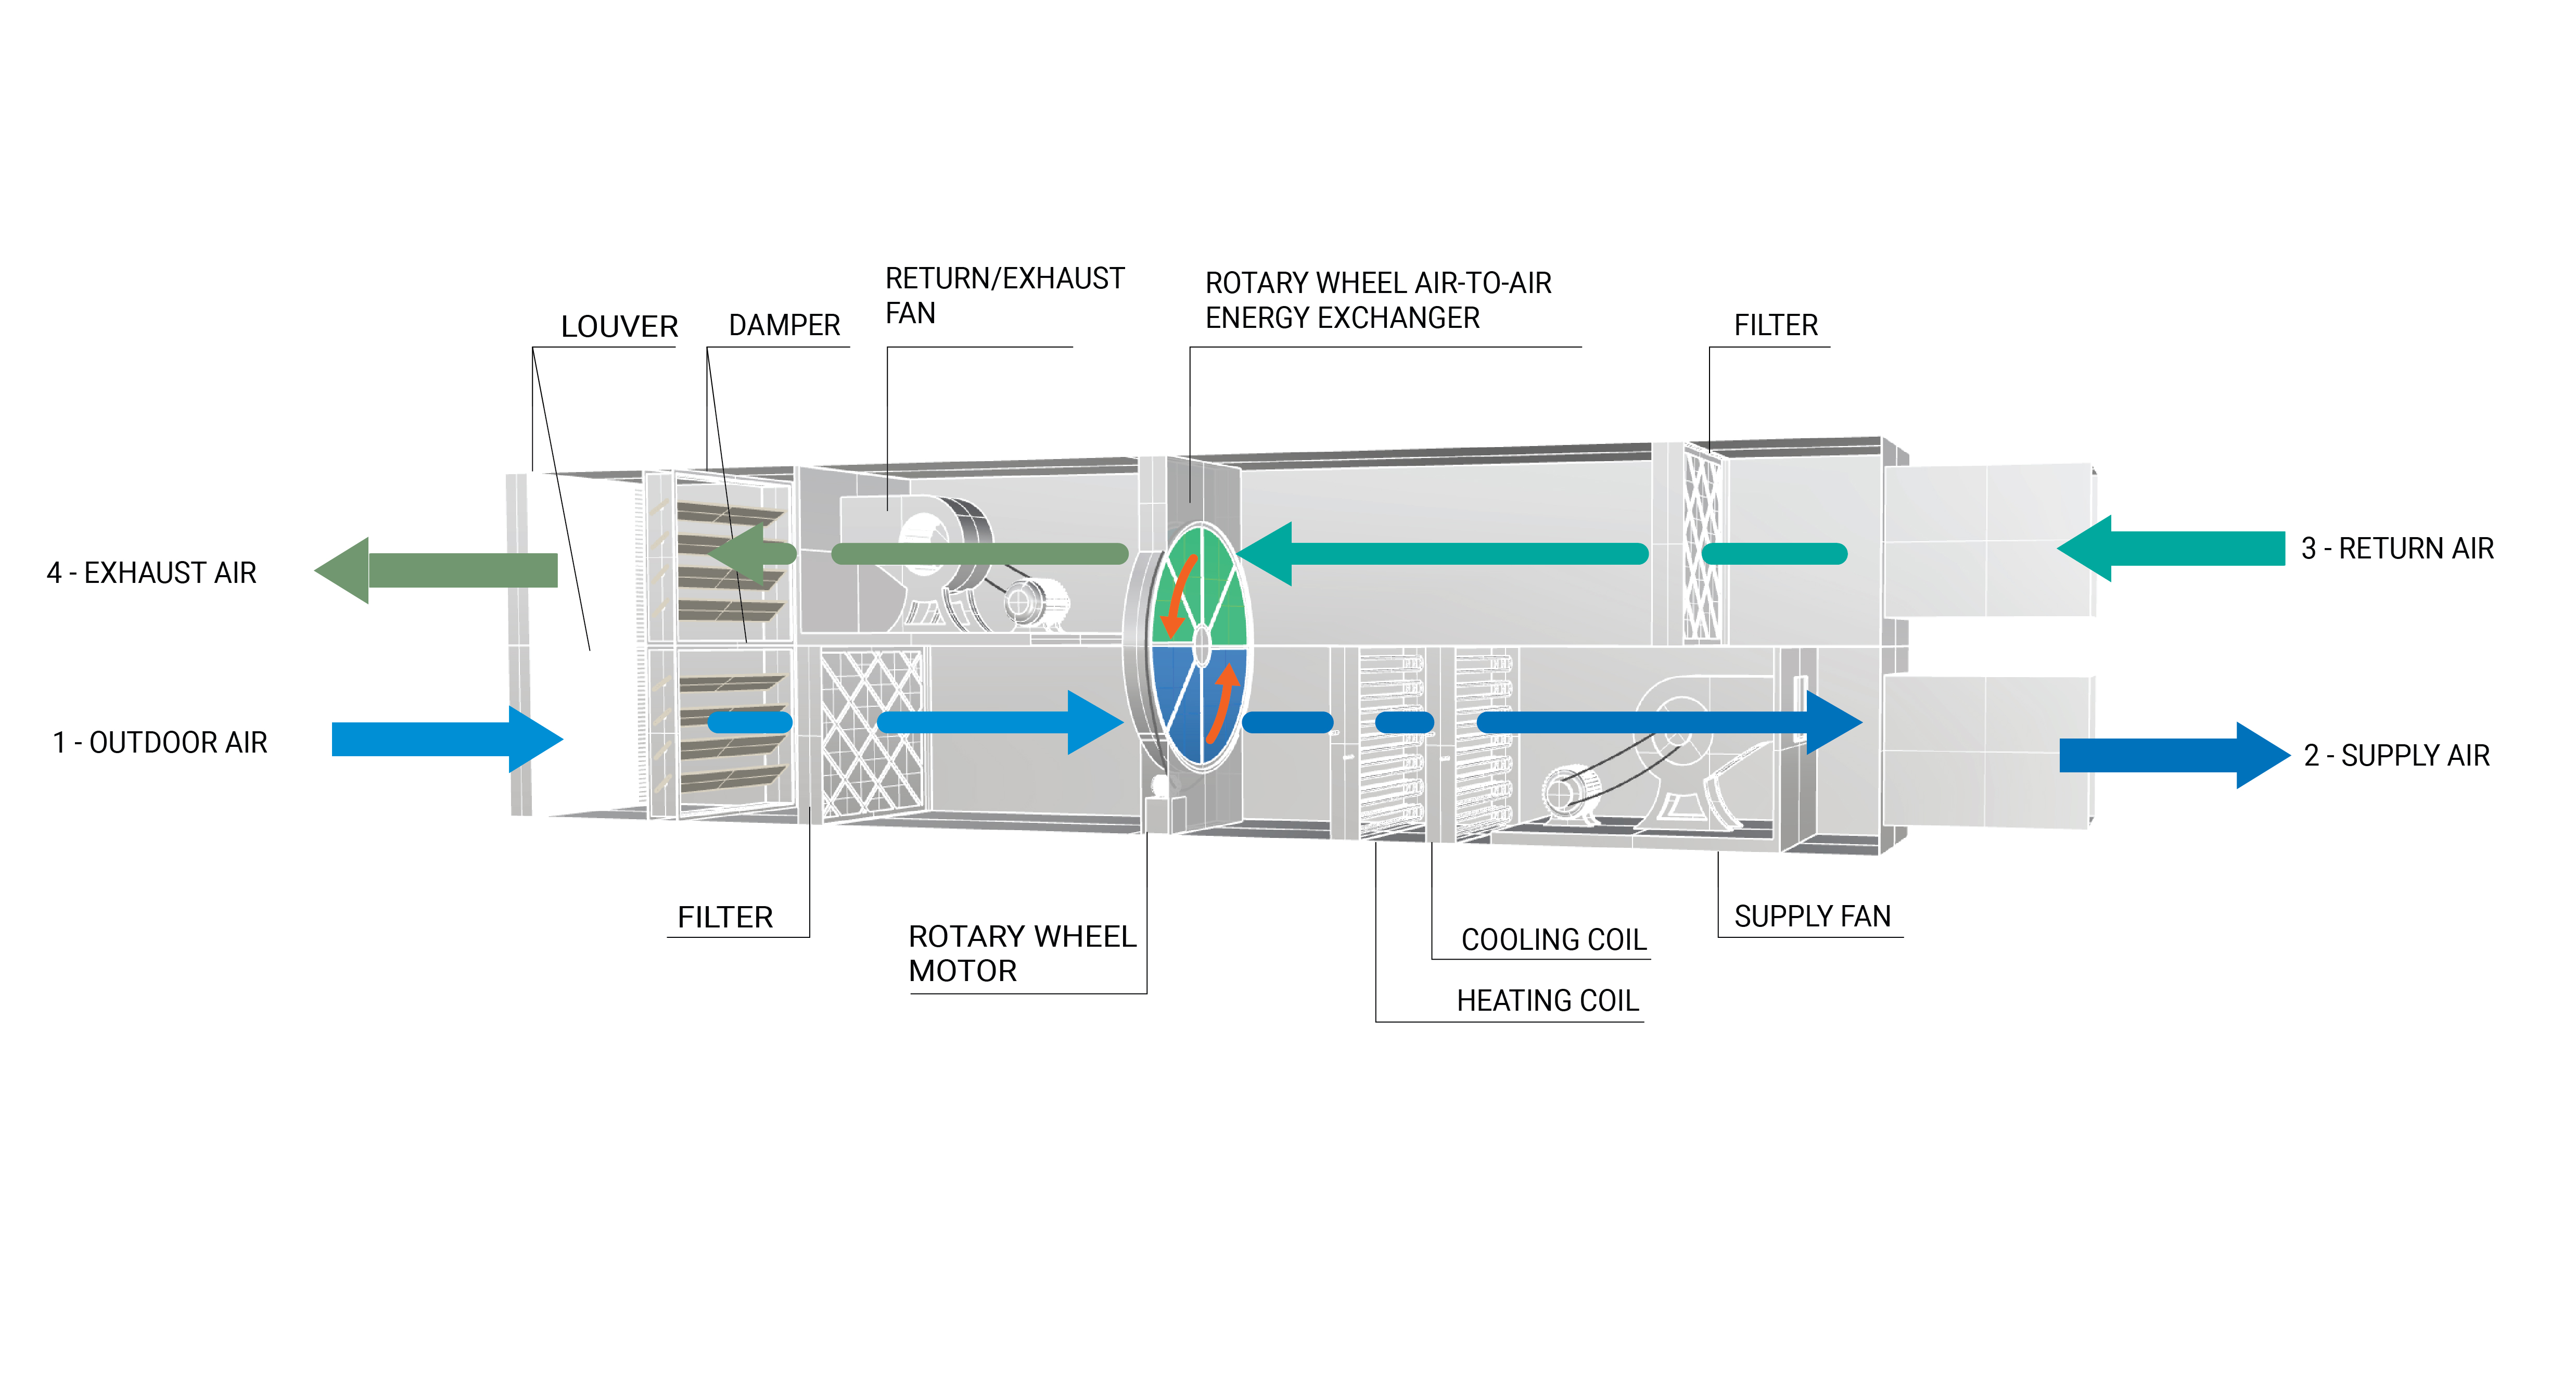 RETURN/EXHAUST
FAN
ROTARY WHEEL AIR-TO-AIR
ENERGY EXCHANGER
LOUVER
DAMPER
FILTER
4 - EXHAUST AIR
3 - RETURN AIR
1 - OUTDOOR AIR
2 - SUPPLY AIR
FILTER
ROTARY WHEEL
MOTOR
COOLING COIL
HEATING COIL
SUPPLY FAN